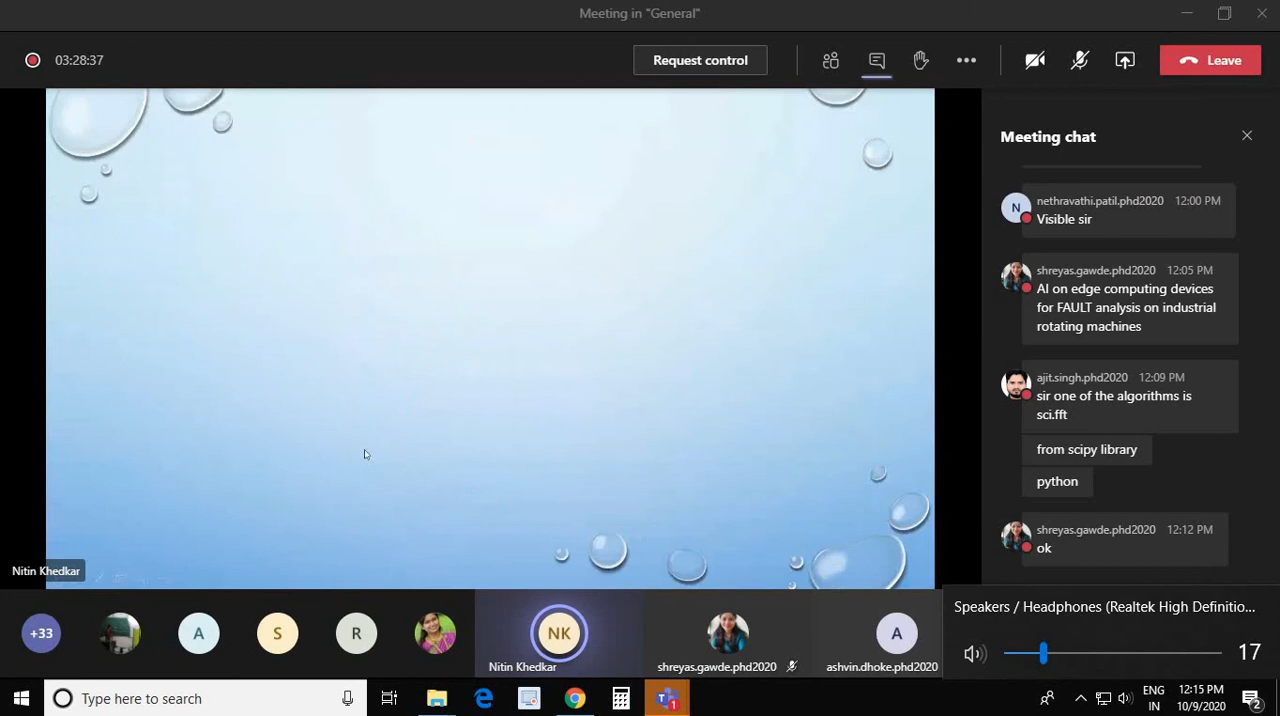 Meeting in "General"
03:28:37
Request control
Leave
Meeting chat
nethravathi.patil.phd2020 12:00 PM
Visible sir
shreyas.gawde.phd2020 12:05 PM
AI on edge computing devices
for FAULT analysis on industrial
rotating machines
ajit.singh.phd2020 12:09 PM
sir one of the algorithms is
sci.fft
from scipy library
python
shreyas.gawde.phd2020 12:12 PM
ok
Nitin Khedkar
+33
A
S
R
NK
Nitin Khedkar
shreyas.gawde.phd2020
A
ashvin.dhoke.phd2020
N
Speakers / Headphones (Realtek High Definitio...
17
Type here to search
1
ENG
IN
12:15 PM
10/9/2020
2